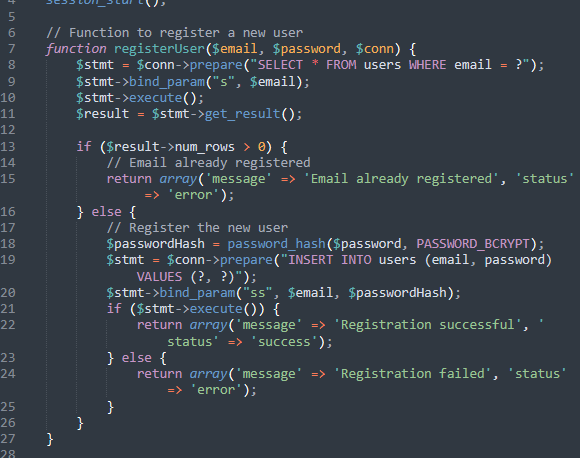 4 session_start();
5
6 // Function to register a new user
7 function registerUser($email, $password, $conn) {
8 $stmt = $conn->prepare("SELECT * FROM users WHERE email = ?");
9 $stmt->bind_param("s", $email);
10 $stmt->execute();
11 $result = $stmt->get_result();
12
13 if ($result->num_rows > 0) {
14 // Email already registered
15 return array('message' => 'Email already registered', 'status'
=> 'error');
16 } else {
17 // Register the new user
18 $passwordHash = password_hash($password, PASSWORD_BCRYPT);
19 $stmt = $conn->prepare("INSERT INTO users (email, password)
VALUES (?, ?)");
20 $stmt->bind_param("ss", $email, $passwordHash);
21 if ($stmt->execute()) {
22 return array('message' => 'Registration successful', '
status' => 'success');
23 } else {
24 return array('message' => 'Registration failed', 'status'
=> 'error');
25 }
26 }
27 }
28